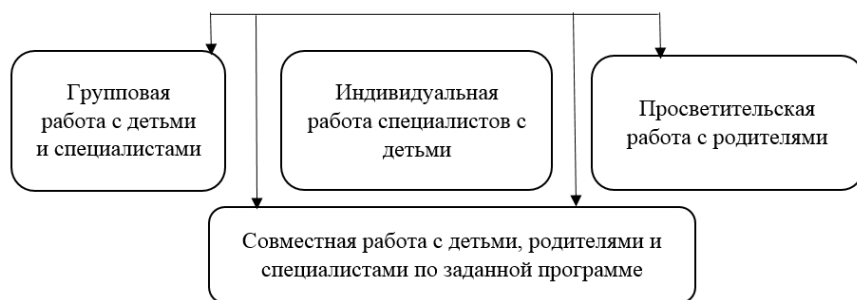 Групповая
работа с детьми
и специалистами
Индивидуальная
работа специалистов с
детьми
Просветительская
работа с родителями
Совместная работа с детьми, родителями и
специалистами по заданной программе